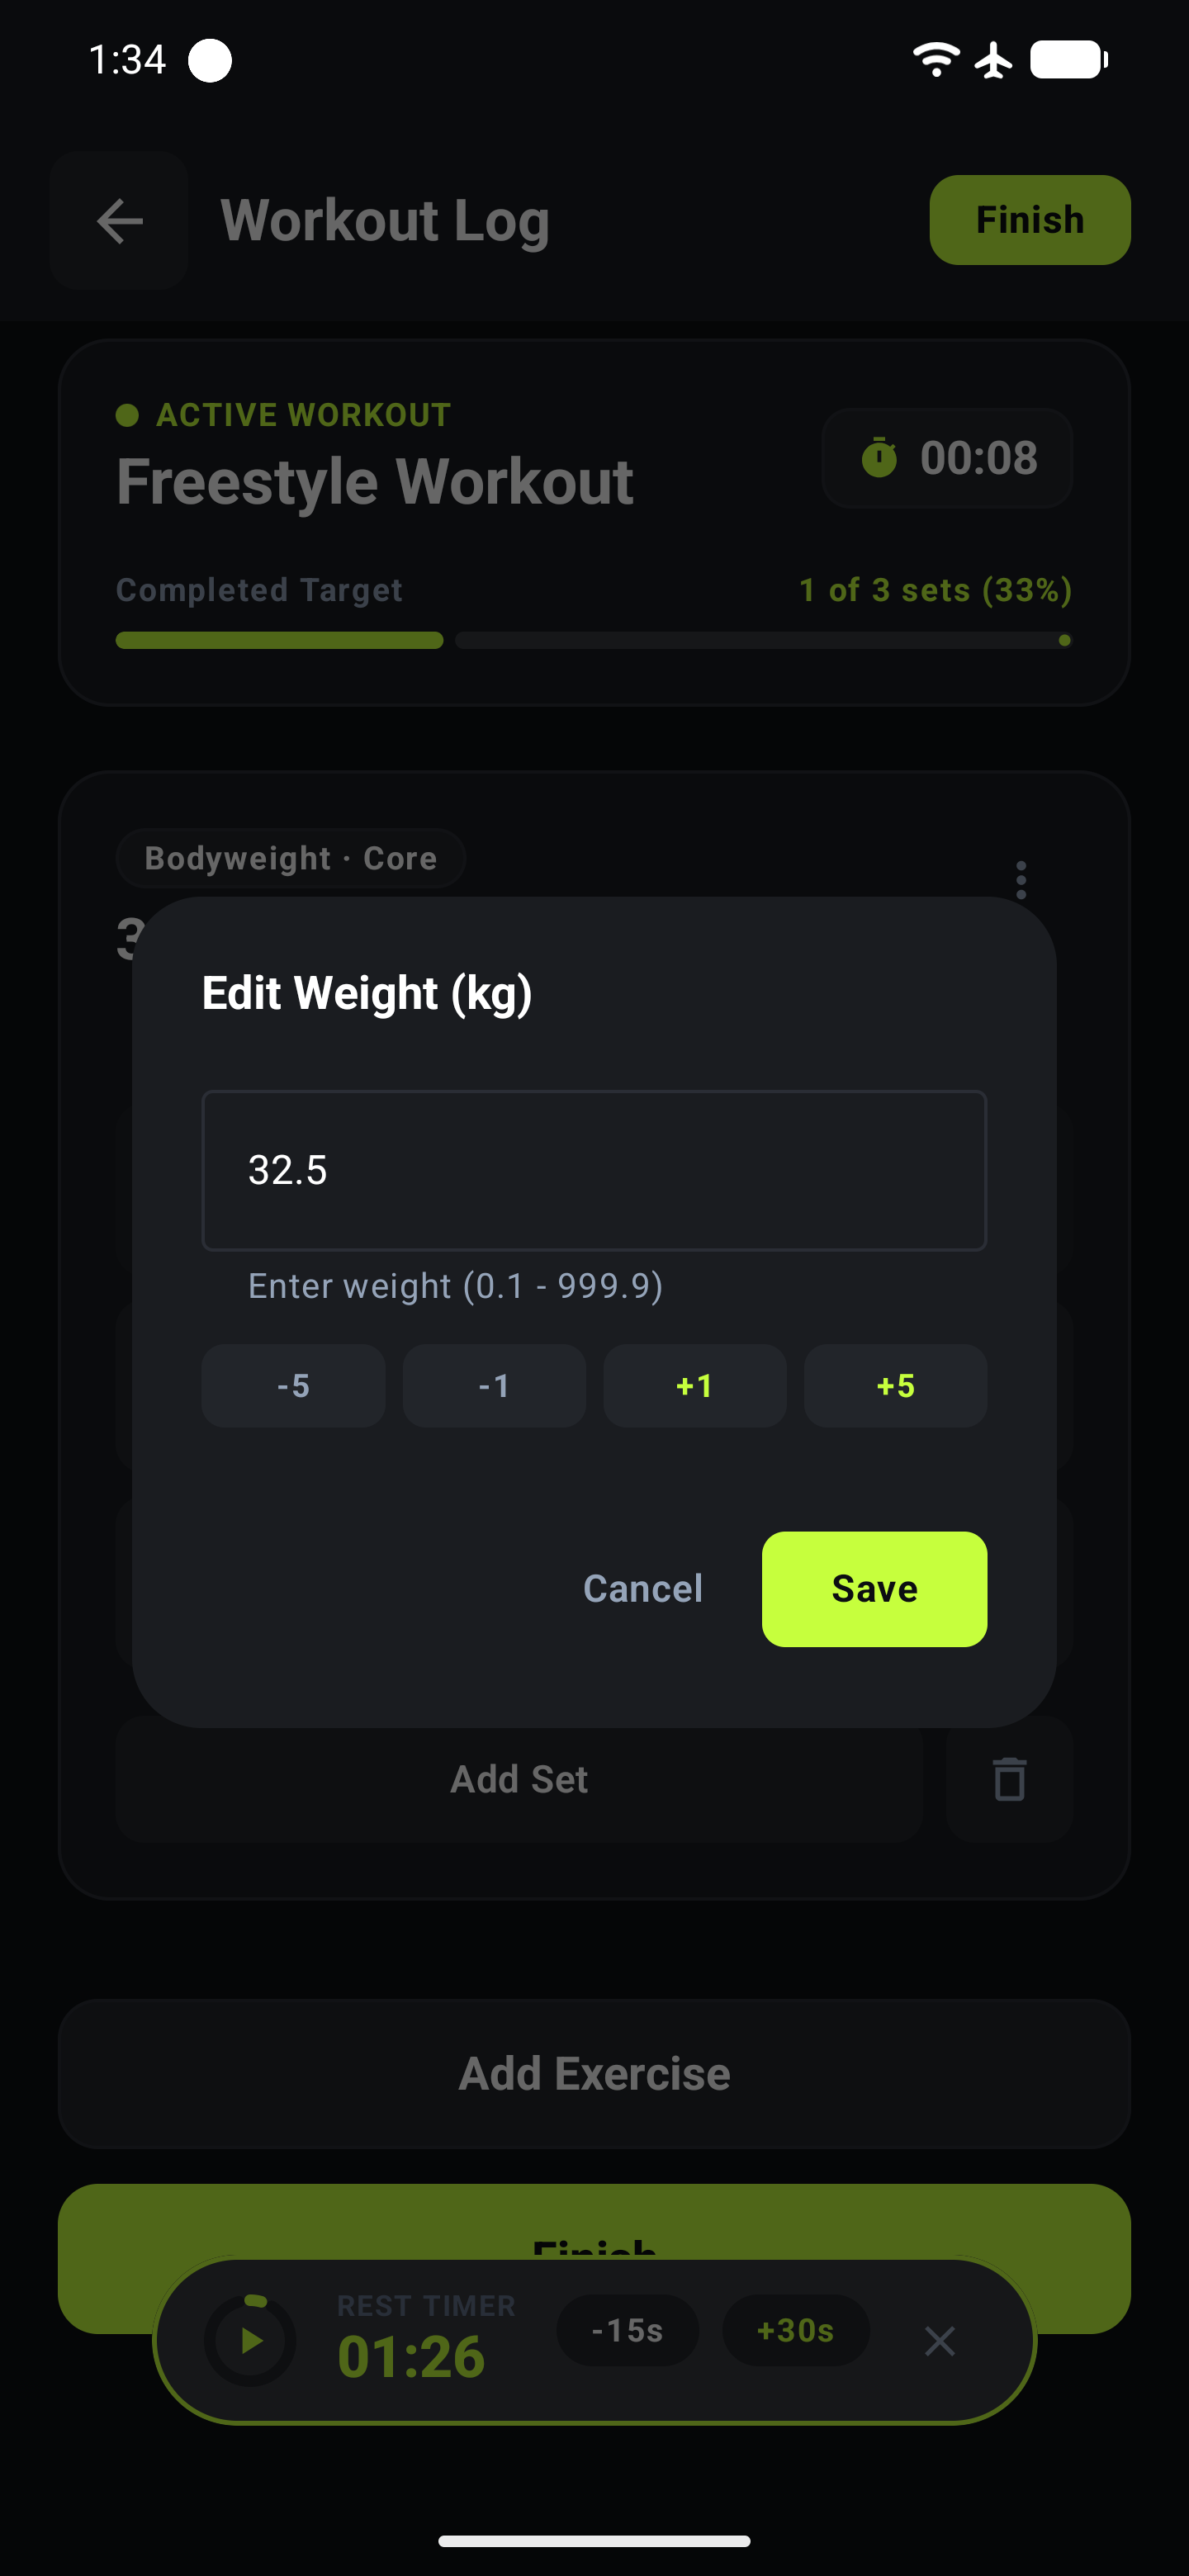 1:34
Workout Log
Finish
ACTIVE WORKOUT
Freestyle Workout
00:08
Completed Target
1 of 3 sets (33%)
Bodyweight · Core
3
Edit Weight (kg)
32.5
Enter weight (0.1 - 999.9)
-5
-1
+1
+5
Cancel
Save
Add Set
Add Exercise
Finish
REST TIMER
01:26
-15s
+30s